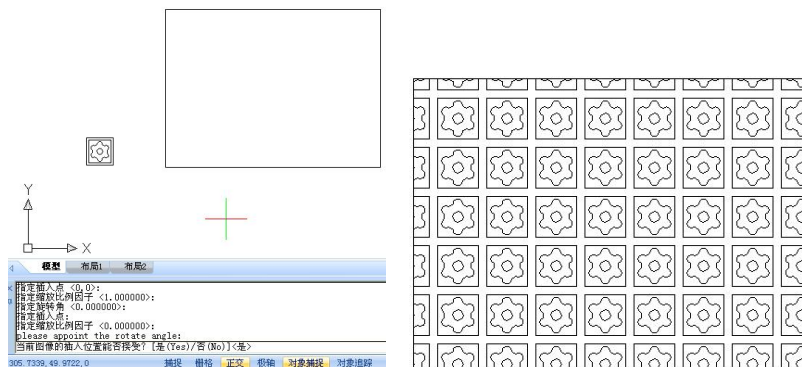 Y
X
模型 布局1 布局2
指定插入点 <0,0>:
指定缩放比例因子 <1.000000>:
指定旋转角 <0.000000>:
指定插入点:
指定缩放比例因子 <0.000000>:
please appoint the rotate angle:
当前图像的插入位置能否接受? [是(Yes)/否(No)]<是>
305.7339,49.9722,0 捕捉 栅格 正交 极轴 对象捕捉 对象追踪